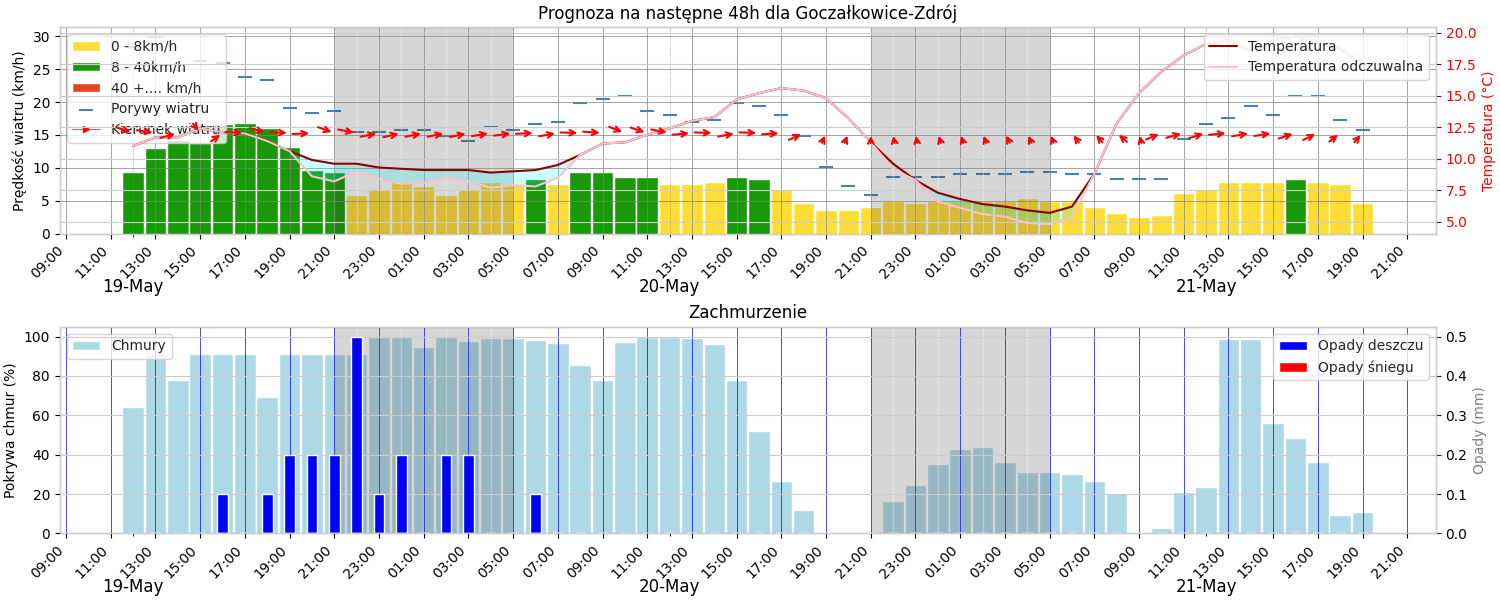 Prognoza na następne 48h dla Goczałkowice-Zdrój
Prędkość wiatru (km/h)
30
25
20
15
10
5
0
0 - 8km/h
8 - 40km/h
40 +.... km/h
Porywy wiatru
Kierunek wiatru
Temperatura
Temperatura odczuwalna
20.0
17.5
15.0
12.5
10.0
7.5
5.0
Temperatura (°C)
09:00 11:00 13:00 15:00 17:00 19:00 21:00 23:00 01:00 03:00 05:00 07:00 09:00 11:00 13:00 15:00 17:00 19:00 21:00 23:00 01:00 03:00 05:00 07:00 09:00 11:00 13:00 15:00 17:00 19:00 21:00
19-May 20-May 21-May
Zachmurzenie
Pokrywa chmur (%)
100
80
60
40
20
0
Chmury
Opady deszczu
Opady śniegu
0.5
0.4
0.3
0.2
0.1
0.0
Opady (mm)
09:00 11:00 13:00 15:00 17:00 19:00 21:00 23:00 01:00 03:00 05:00 07:00 09:00 11:00 13:00 15:00 17:00 19:00 21:00 23:00 01:00 03:00 05:00 07:00 09:00 11:00 13:00 15:00 17:00 19:00 21:00
19-May 20-May 21-May